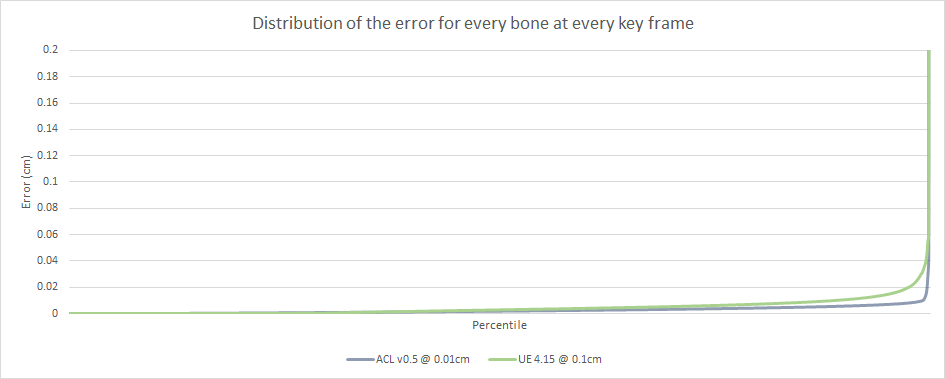 Distribution of the error for every bone at every key frame
0.2
0.18
0.16
0.14
0.12
0.1
0.08
0.06
0.04
0.02
0
Error (cm)
Percentile
ACL v0.5 @ 0.01cm
UE 4.15 @ 0.1cm